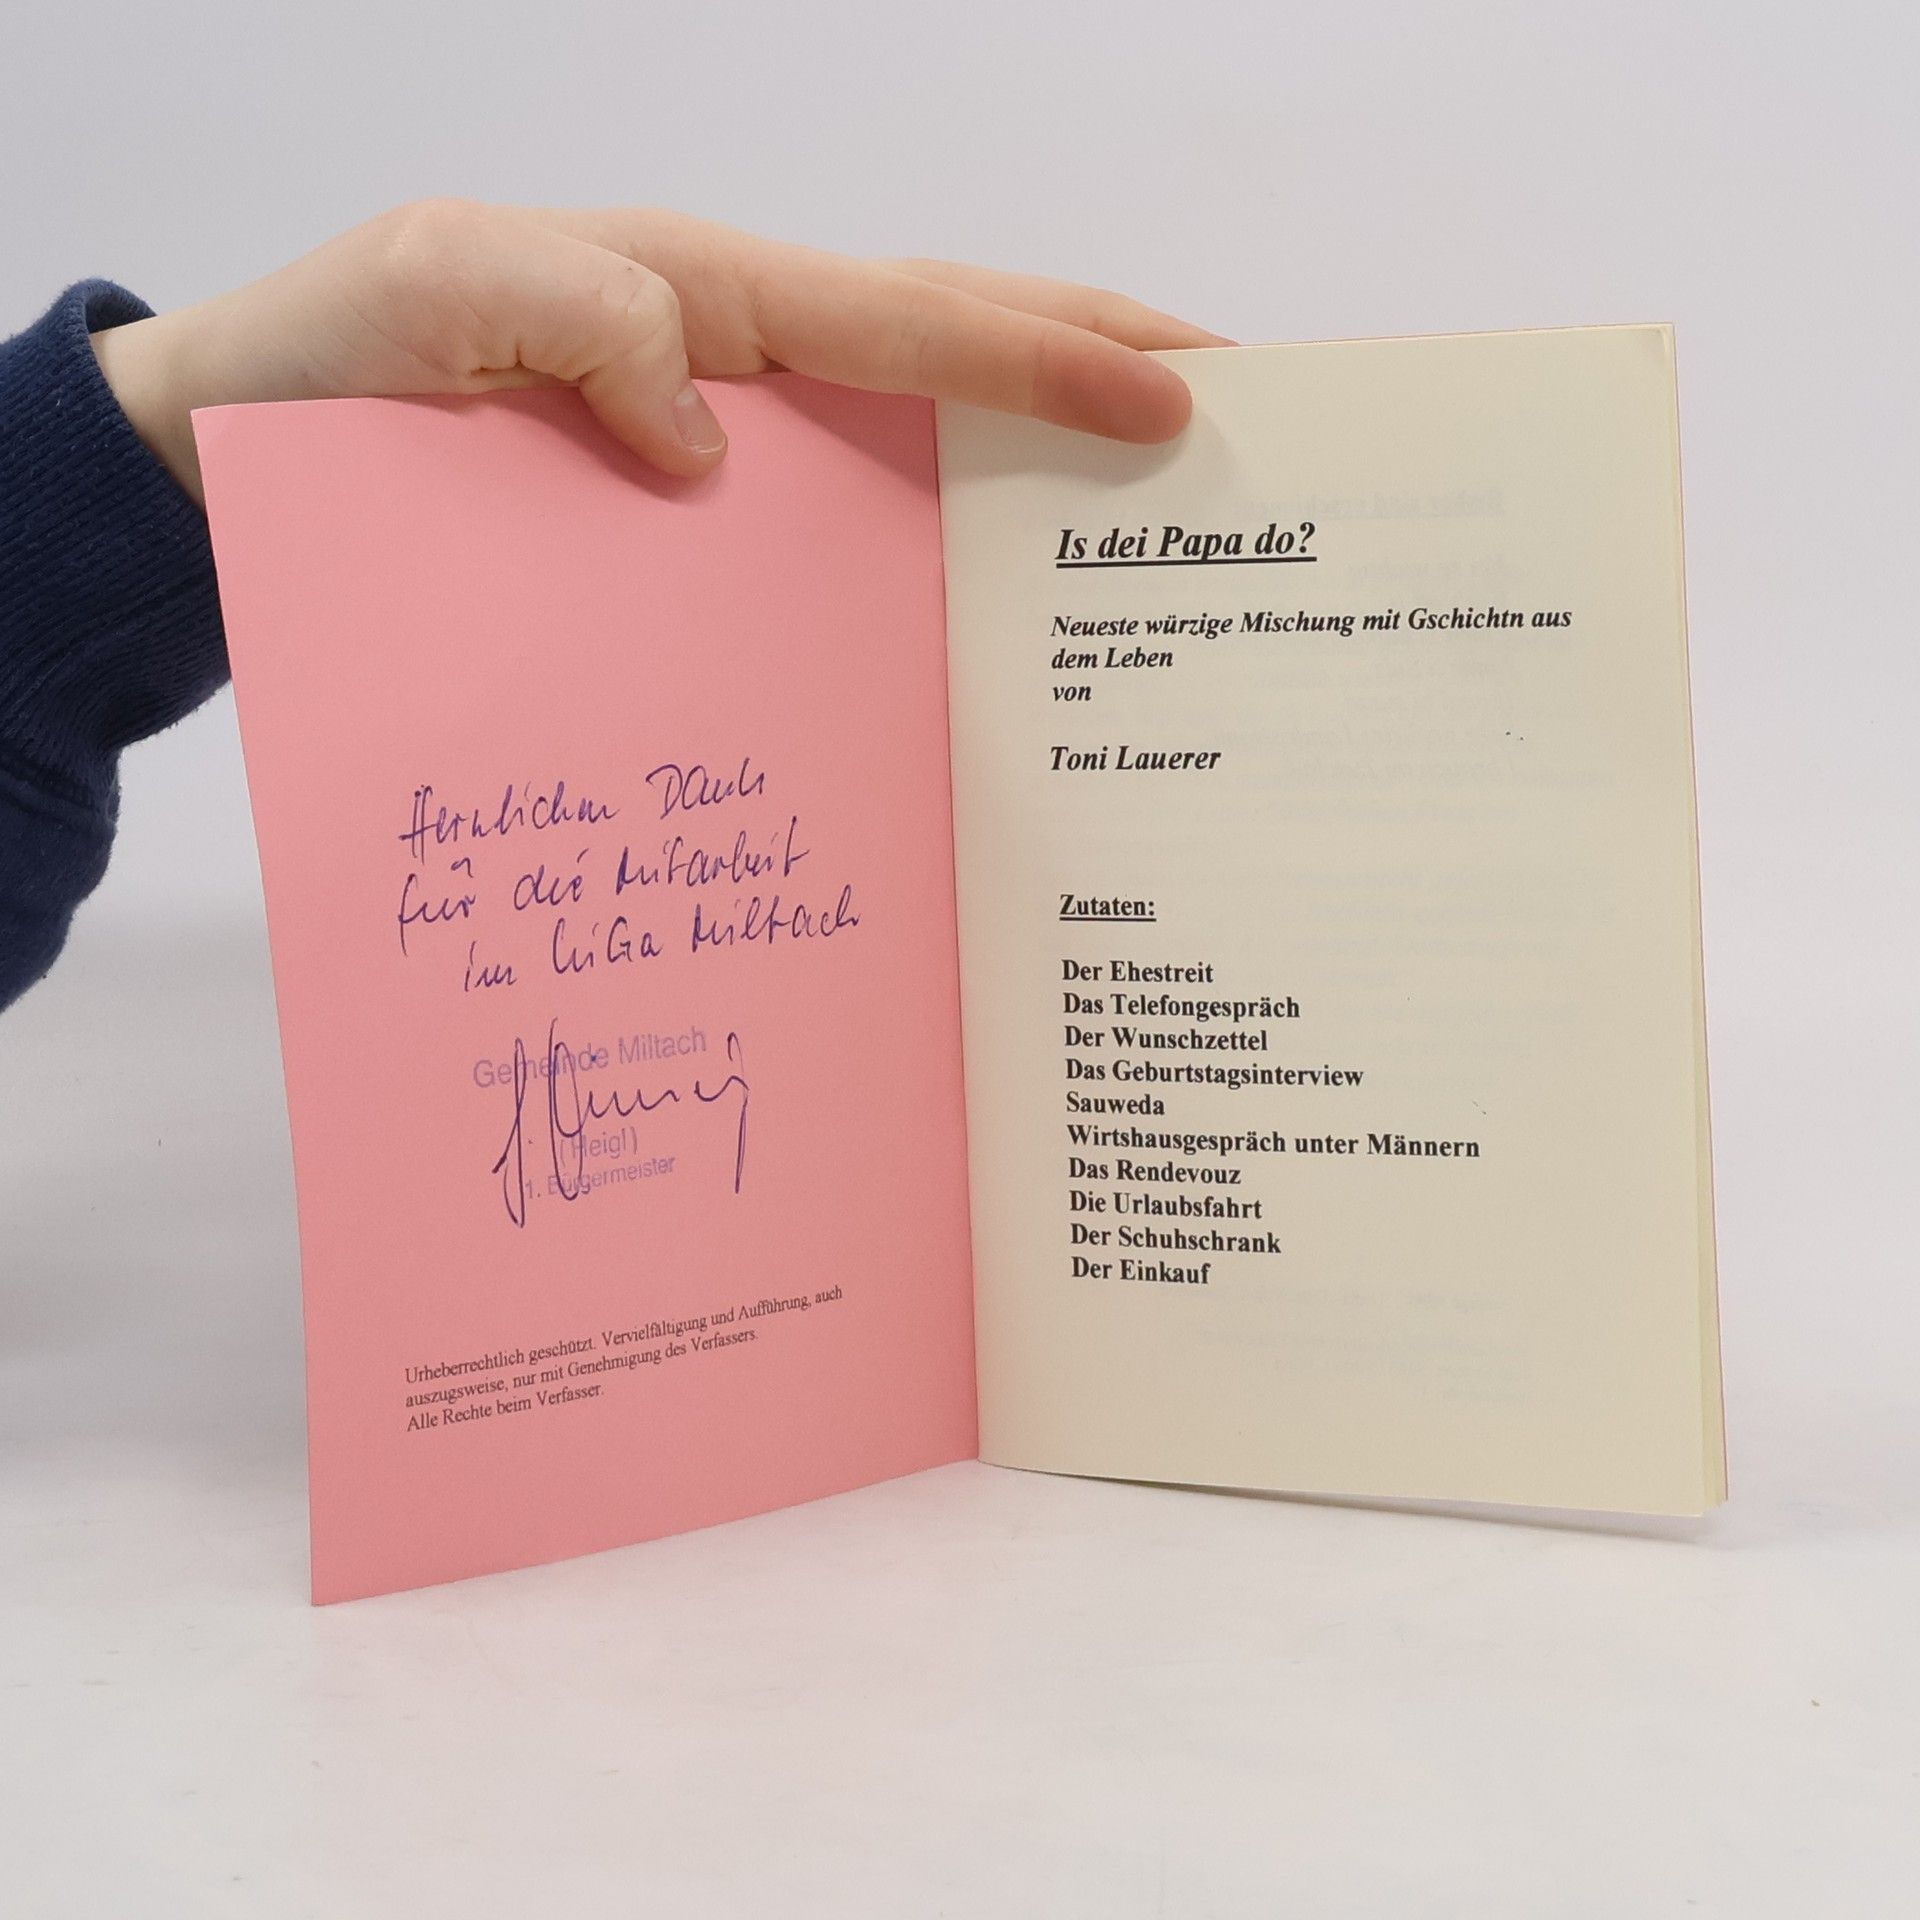 Herzlichen Dank
für die Mitarbeit
im KiGa Miltach
Gemeinde Miltach
(Heigl)
1. Bürgermeister
Urheberrechtlich geschützt. Vervielfältigung und Aufführung, auch
auszugsweise, nur mit Genehmigung des Verfassers.
Alle Rechte beim Verfasser.
Is dei Papa do?
Neueste würzige Mischung mit Gschichtn aus
dem Leben
von
Toni Lauerer
Zutaten:
Der Ehestreit
Das Telefongespräch
Der Wunschzettel
Das Geburtstagsinterview
Sauweda
Wirtshausgespräch unter Männern
Das Rendevouz
Die Urlaubsfahrt
Der Schuhschrank
Der Einkauf